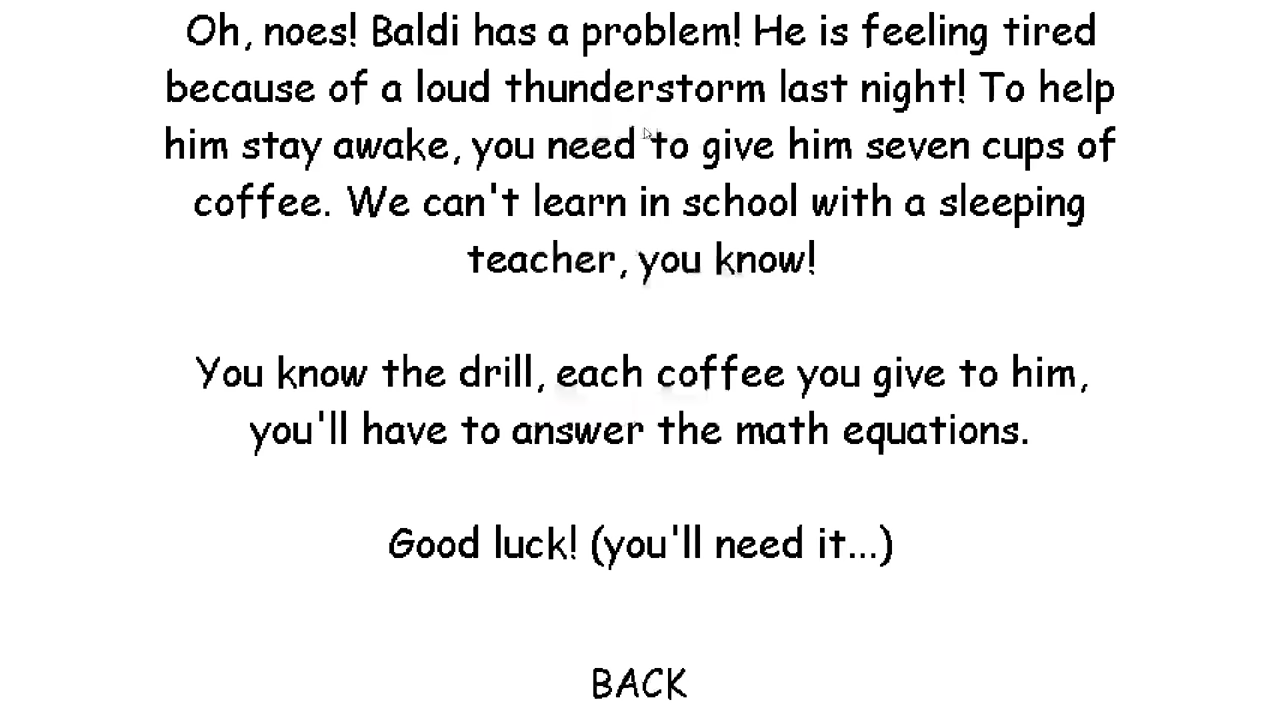 Oh, noes! Baldi has a problem! He is feeling tired
because of a loud thunderstorm last night! To help
him stay awake, you need to give him seven cups of
coffee. We can't learn in school with a sleeping
teacher, you know!
You know the drill, each coffee you give to him,
you'll have to answer the math equations.
Good luck! (you'll need it...)
BACK